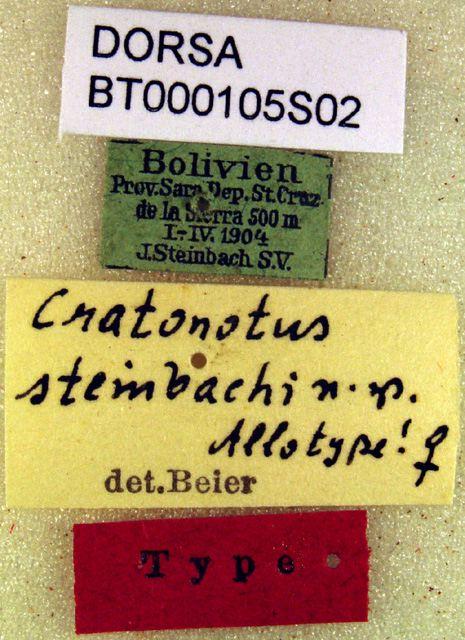 DORSA
BT000105S02
Bolivien
Prov. Sara Dep. St. Cruz
de la Sierra 500 m
I.-IV. 1904
J. Steinbach S.V.
Cratonotus
steinbachi n. sp.
Allotype! ♀
det. Beier
Type